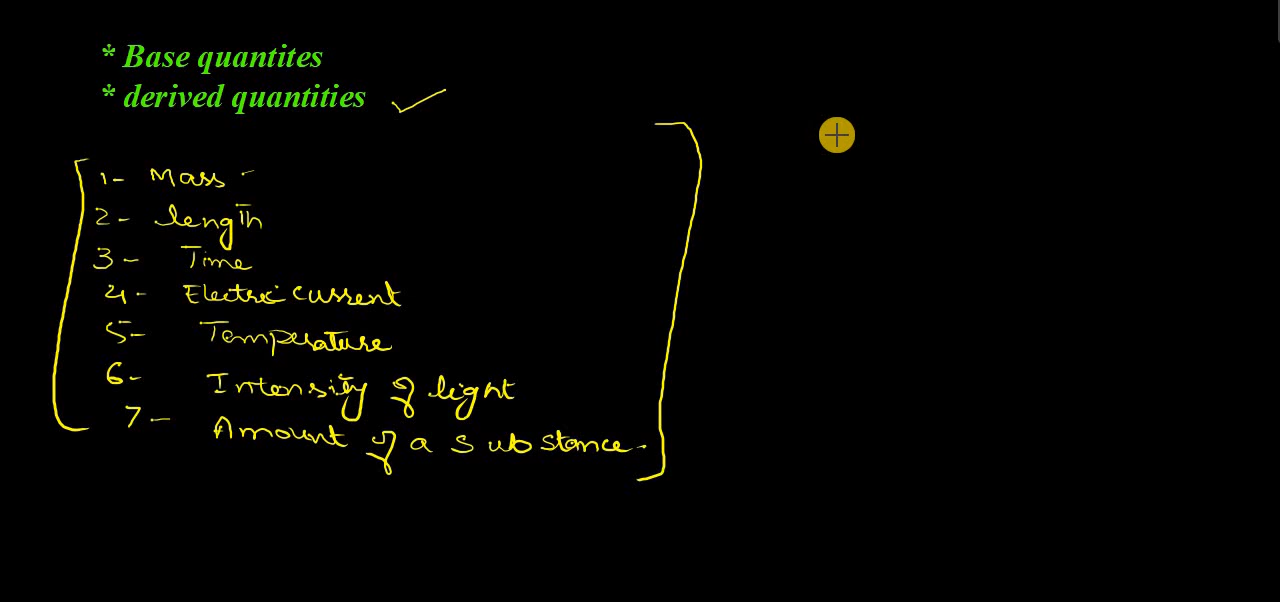 * Base quantites
* derived quantities
1- Mass -
2- length
3- Time
4- Electric current
5- Temperature
6- Intensity of light
7- Amount of a substance.